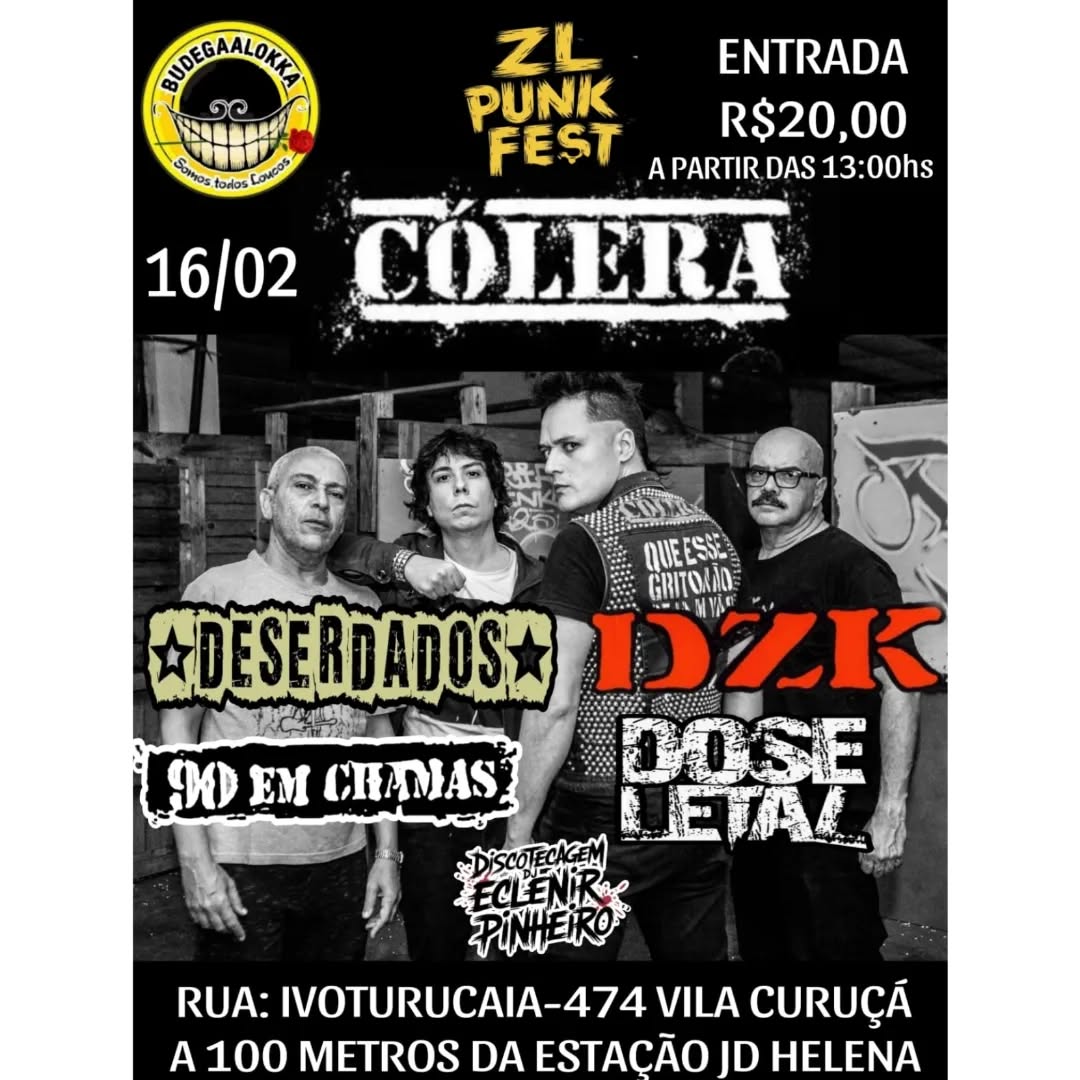 BUDEGAALOKKA
Somos todos Loucos
ZL
PUNK
FEST
ENTRADA
R$20,00
A PARTIR DAS 13:00hs
16/02
CÓLERA
QUE ESSE
GRITO NÃO
DESERDADOS
DZK
90 EM CHAMAS
DOSE
LETAL
DISCOTECAGEM
DJ
ECLENIR
PINHEIRO
RUA: IVOTURUCAIA-474 VILA CURUÇÁ
A 100 METROS DA ESTAÇÃO JD HELENA